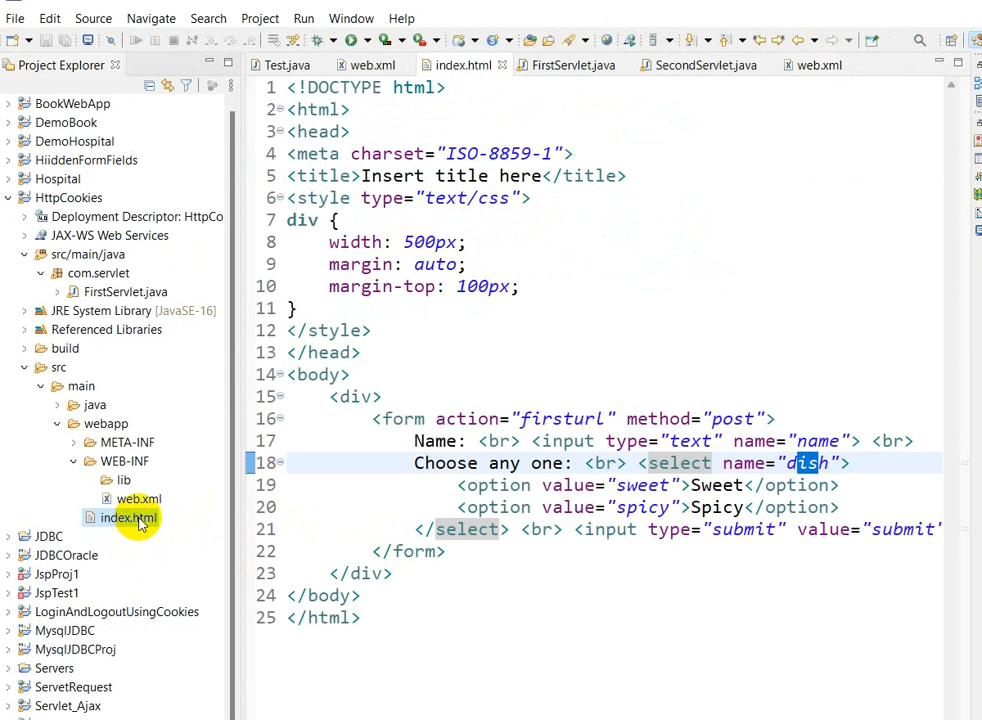 File Edit Source Navigate Search Project Run Window Help
Project Explorer
Test.java web.xml index.html FirstServlet.java SecondServlet.java web.xml
BookWebApp
DemoBook
DemoHospital
HiiddenFormFields
Hospital
HttpCookies
Deployment Descriptor: HttpCo
JAX-WS Web Services
src/main/java
com.servlet
FirstServlet.java
JRE System Library [JavaSE-16]
Referenced Libraries
build
src
main
java
webapp
META-INF
WEB-INF
lib
web.xml
index.html
JDBC
JDBCOracle
JspProj1
JspTest1
LoginAndLogoutUsingCookies
MysqlJDBC
MysqlJDBCProj
Servers
ServetRequest
Servlet_Ajax
1 <!DOCTYPE html>
2 <html>
3 <head>
4 <meta charset="ISO-8859-1">
5 <title>Insert title here</title>
6 <style type="text/css">
7 div {
8 width: 500px;
9 margin: auto;
10 margin-top: 100px;
11 }
12 </style>
13 </head>
14 <body>
15 <div>
16 <form action="firsturl" method="post">
17 Name: <br> <input type="text" name="name"> <br>
18 Choose any one: <br> <select name="dish">
19 <option value="sweet">Sweet</option>
20 <option value="spicy">Spicy</option>
21 </select> <br> <input type="submit" value="submit"
22 </form>
23 </div>
24 </body>
25 </html>